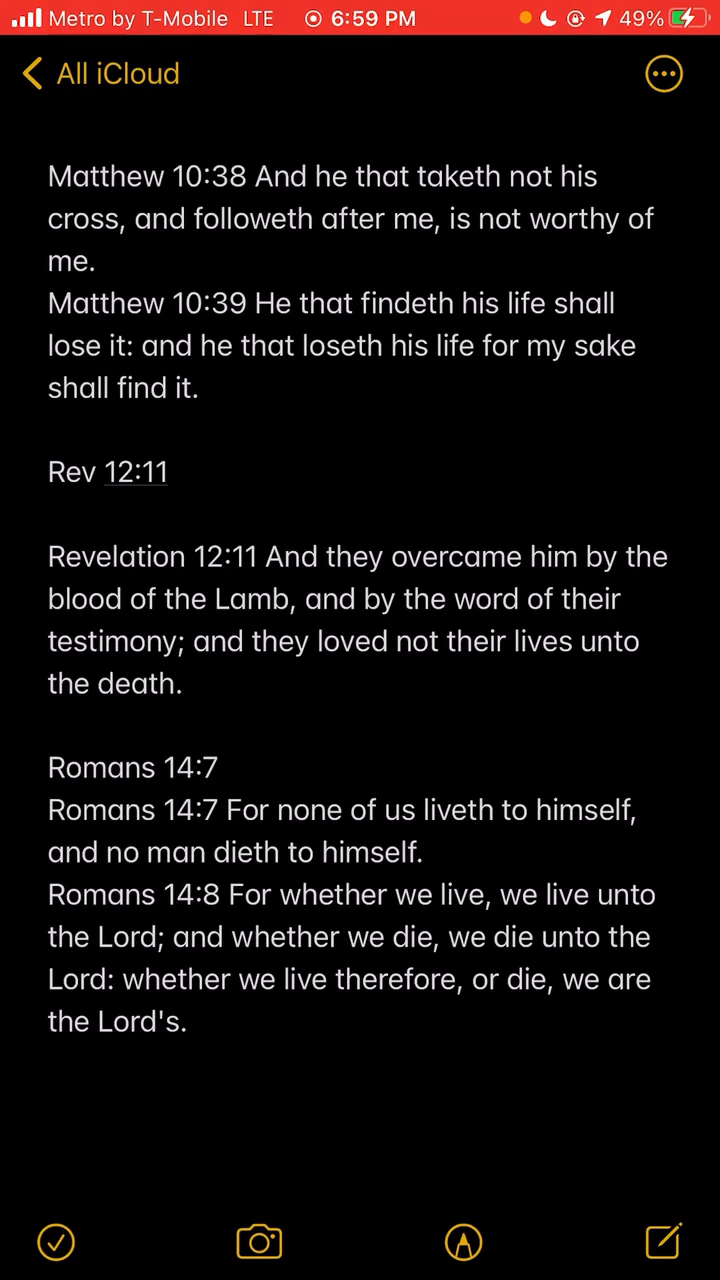 Metro by T-Mobile LTE 6:59 PM 49%
All iCloud
Matthew 10:38 And he that taketh not his
cross, and followeth after me, is not worthy of
me.
Matthew 10:39 He that findeth his life shall
lose it: and he that loseth his life for my sake
shall find it.
Rev 12:11
Revelation 12:11 And they overcame him by the
blood of the Lamb, and by the word of their
testimony; and they loved not their lives unto
the death.
Romans 14:7
Romans 14:7 For none of us liveth to himself,
and no man dieth to himself.
Romans 14:8 For whether we live, we live unto
the Lord; and whether we die, we die unto the
Lord: whether we live therefore, or die, we are
the Lord's.